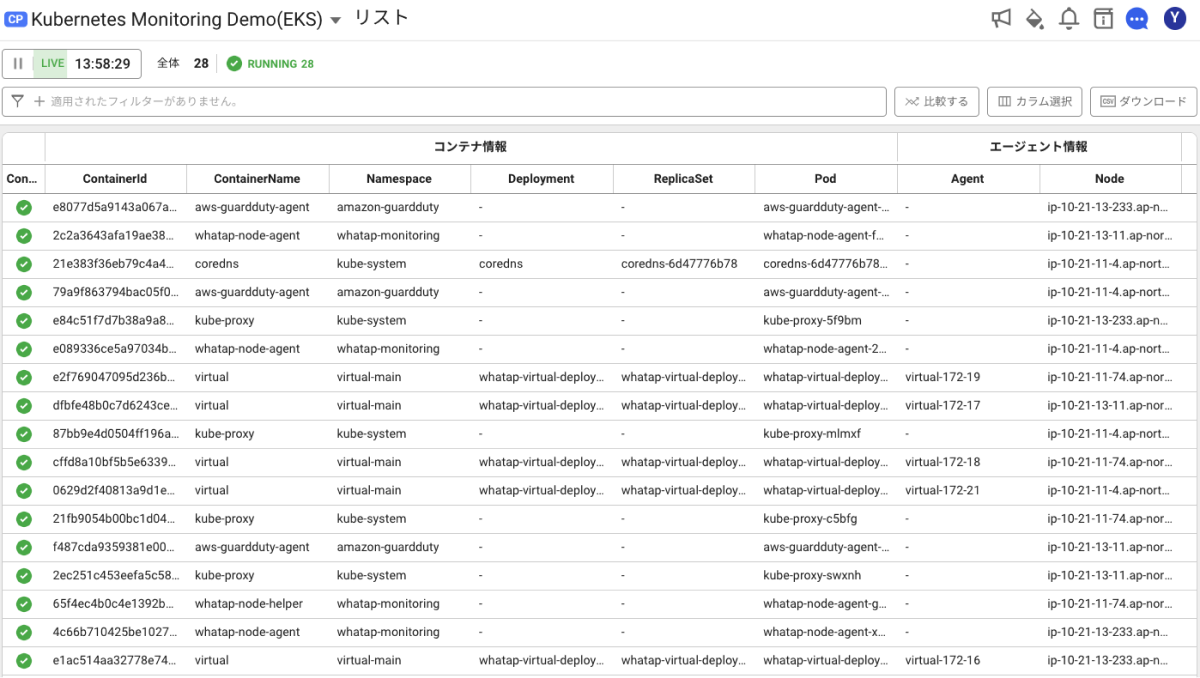 CP Kubernetes Monitoring Demo(EKS) リスト Y
LIVE 13:58:29 全体 28 RUNNING 28
適用されたフィルターがありません。 比較する カラム選択 CSV ダウンロード
コンテナ情報 エージェント情報
Con... ContainerId ContainerName Namespace Deployment ReplicaSet Pod Agent Node
e8077d5a9143a067a... aws-guardduty-agent amazon-guardduty - - aws-guardduty-agent-... - ip-10-21-13-233.ap-n...
2c2a3643afa19ae38... whatap-node-agent whatap-monitoring - - whatap-node-agent-f... - ip-10-21-13-11.ap-nor...
21e383f36eb79c4a4... coredns kube-system coredns coredns-6d47776b78 coredns-6d47776b78... - ip-10-21-11-4.ap-nort...
79a9f863794bac05f0... aws-guardduty-agent amazon-guardduty - - aws-guardduty-agent-... - ip-10-21-11-4.ap-nort...
e84c51f7d7b38a9a8... kube-proxy kube-system - - kube-proxy-5f9bm - ip-10-21-13-233.ap-n...
e089336ce5a97034b... whatap-node-agent whatap-monitoring - - whatap-node-agent-2... - ip-10-21-11-4.ap-nort...
e2f769047095d236b... virtual virtual-main whatap-virtual-deploy... whatap-virtual-deploy... whatap-virtual-deploy... virtual-172-19 ip-10-21-11-74.ap-nor...
dfbfe48b0c7d6243ce... virtual virtual-main whatap-virtual-deploy... whatap-virtual-deploy... whatap-virtual-deploy... virtual-172-17 ip-10-21-13-11.ap-nor...
87bb9e4d0504ff196a... kube-proxy kube-system - - kube-proxy-mlmxf - ip-10-21-11-4.ap-nort...
cffd8a10bf5b5e6339... virtual virtual-main whatap-virtual-deploy... whatap-virtual-deploy... whatap-virtual-deploy... virtual-172-18 ip-10-21-11-74.ap-nor...
0629d2f40813a9d1e... virtual virtual-main whatap-virtual-deploy... whatap-virtual-deploy... whatap-virtual-deploy... virtual-172-21 ip-10-21-11-4.ap-nort...
21fb9054b00bc1d04... kube-proxy kube-system - - kube-proxy-c5bfg - ip-10-21-11-74.ap-nor...
f487cda9359381e00... aws-guardduty-agent amazon-guardduty - - aws-guardduty-agent-... - ip-10-21-13-11.ap-nor...
2ec251c453eefa5c58... kube-proxy kube-system - - kube-proxy-swxnh - ip-10-21-13-11.ap-nor...
65f4ec4b0c4e1392b... whatap-node-helper whatap-monitoring - - whatap-node-agent-g... - ip-10-21-11-74.ap-nor...
4c66b710425be1027... whatap-node-agent whatap-monitoring - - whatap-node-agent-x... - ip-10-21-13-233.ap-n...
e1ac514aa32778e74... virtual virtual-main whatap-virtual-deploy... whatap-virtual-deploy... whatap-virtual-deploy... virtual-172-16 ip-10-21-13-233.ap-n...